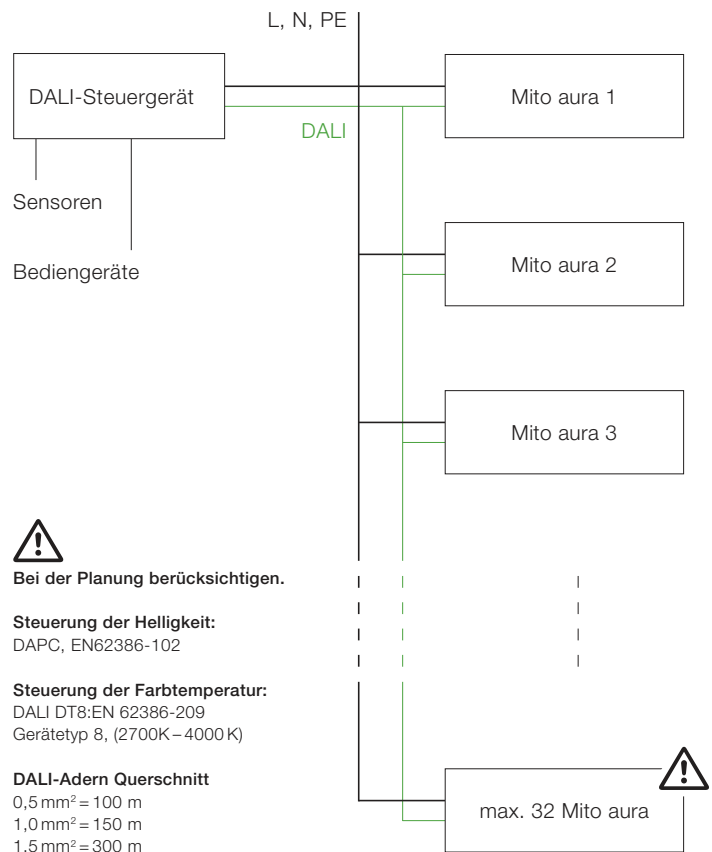 L, N, PE
DALI-Steuergerät
Mito aura 1
DALI
Sensoren
Bediengeräte
Mito aura 2
Mito aura 3
Bei der Planung berücksichtigen.
Steuerung der Helligkeit:
DAPC, EN62386-102
Steuerung der Farbtemperatur:
DALI DT8:EN 62386-209
Gerätetyp 8, (2700K – 4000 K)
DALI-Adern Querschnitt
0,5 mm² = 100 m
1,0 mm² = 150 m
1,5 mm² = 300 m
max. 32 Mito aura